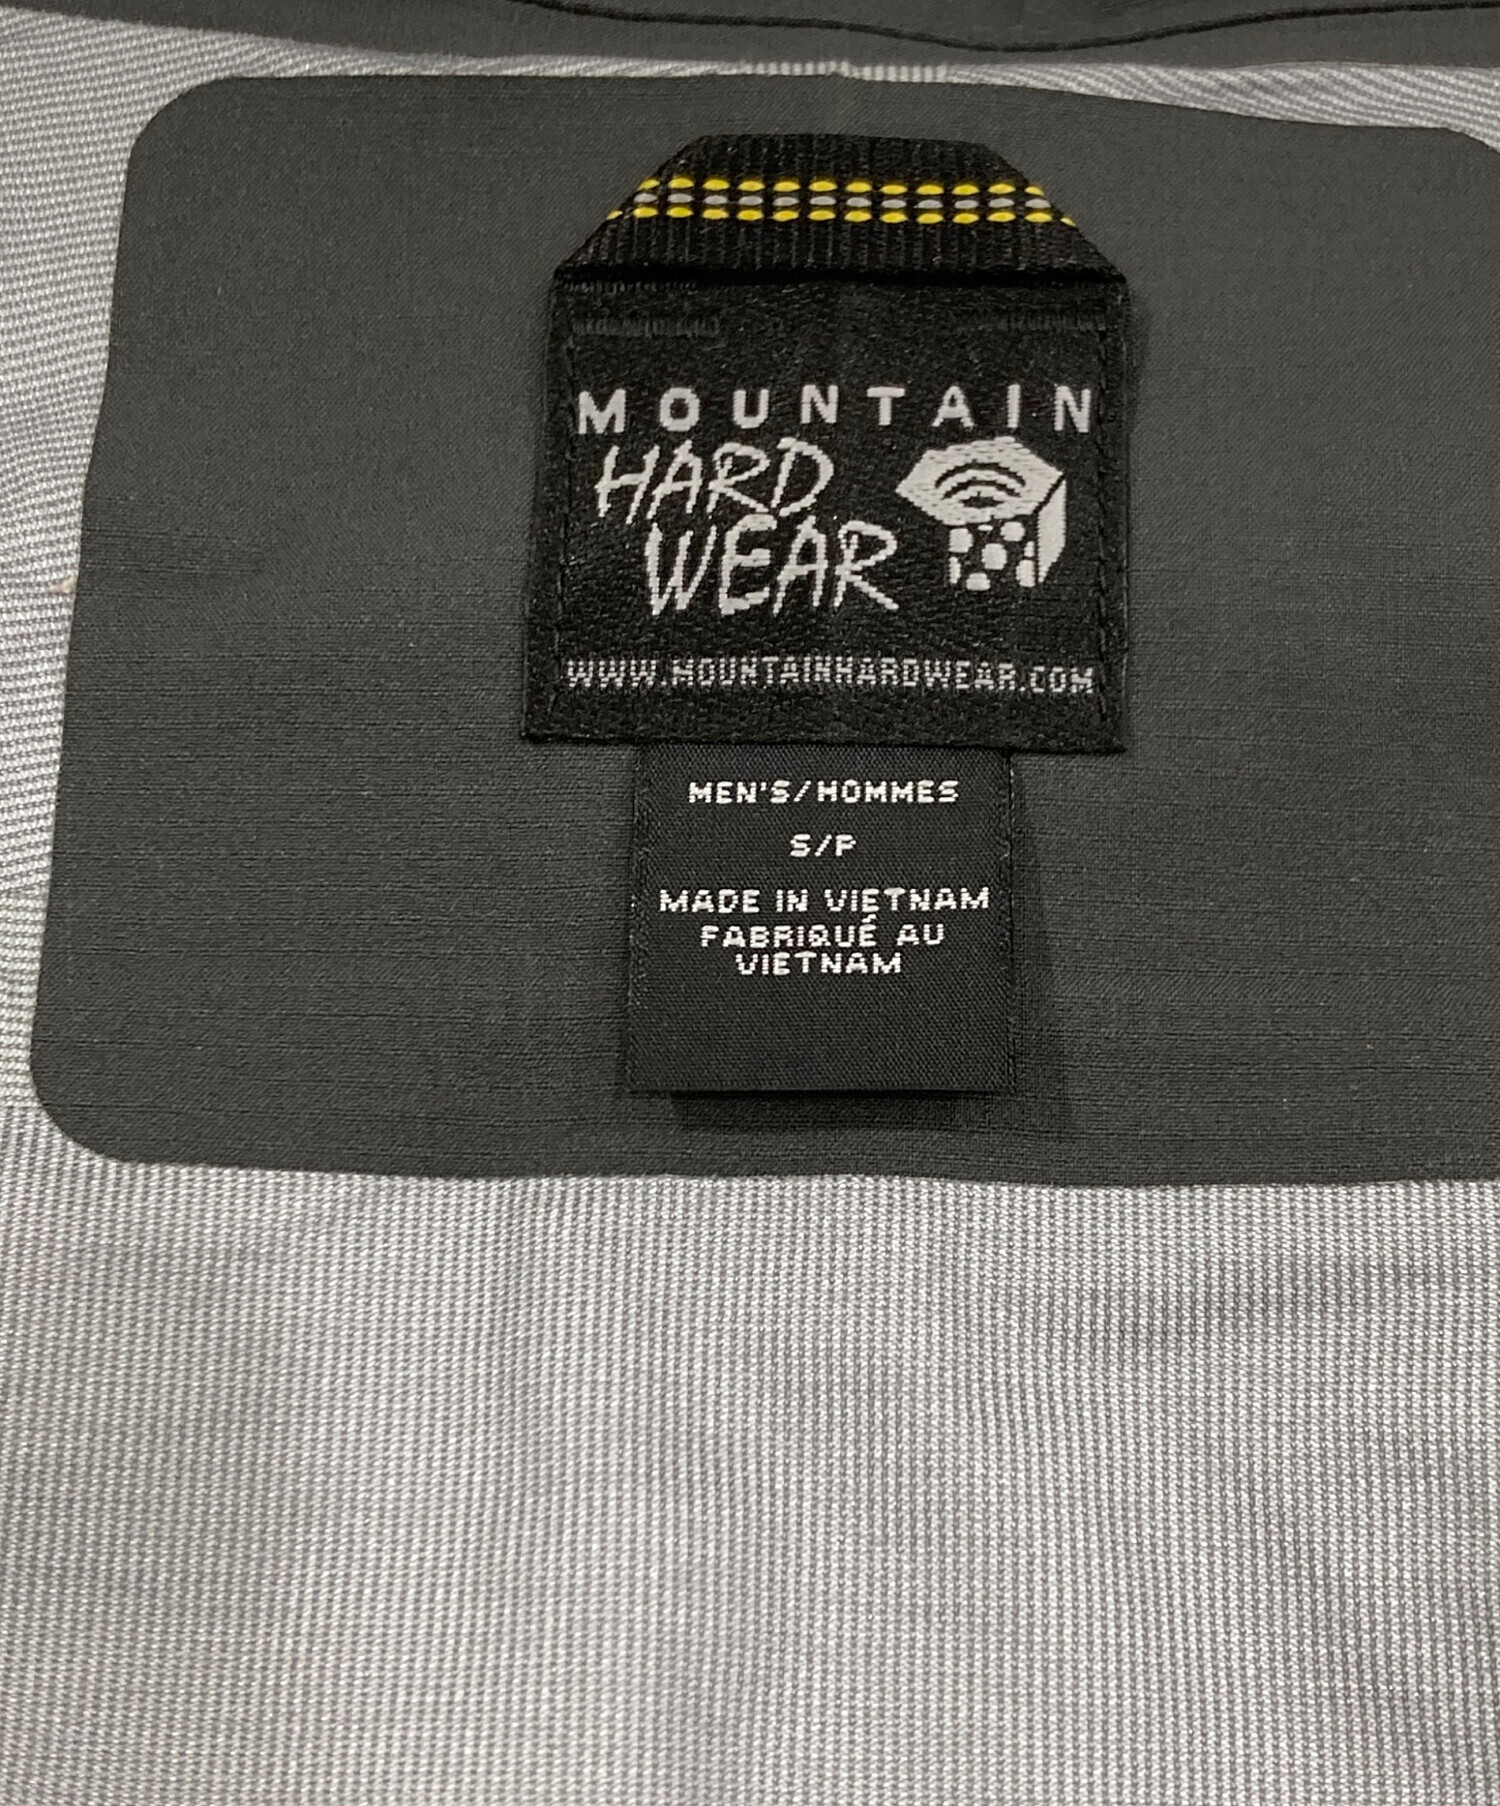 MOUNTAIN
HARD
WEAR
WWW.MOUNTAINHARDWEAR.COM
MEN'S/HOMMES
S/P
MADE IN VIETNAM
FABRIQUÉ AU
VIETNAM